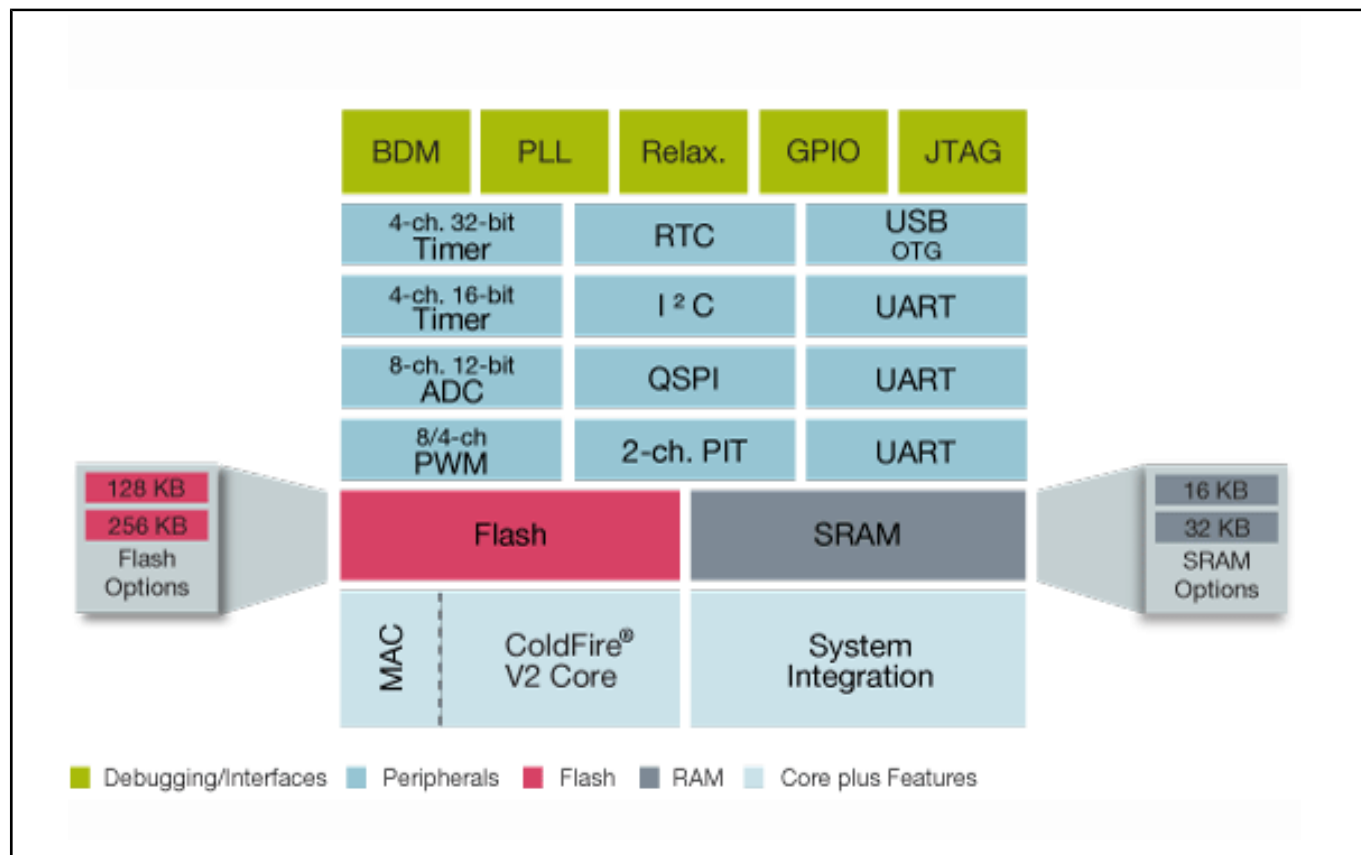 BDM
PLL
Relax.
GPIO
JTAG
4-ch. 32-bit
Timer
RTC
USB
OTG
4-ch. 16-bit
Timer
I ² C
UART
8-ch. 12-bit
ADC
QSPI
UART
8/4-ch
PWM
2-ch. PIT
UART
128 KB
256 KB
Flash
Options
Flash
SRAM
16 KB
32 KB
SRAM
Options
MAC
ColdFire®
V2 Core
System
Integration
Debugging/Interfaces
Peripherals
Flash
RAM
Core plus Features